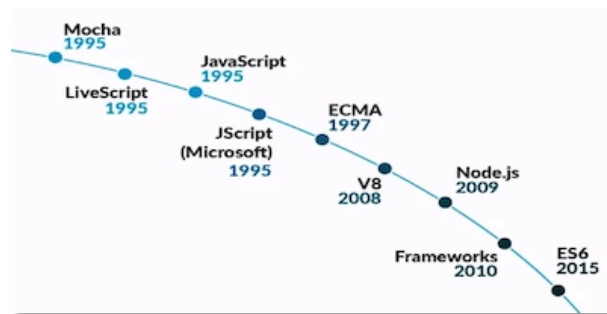 Mocha
1995
LiveScript
1995
JavaScript
1995
JScript
(Microsoft)
1995
ECMA
1997
V8
2008
Node.js
2009
Frameworks
2010
ES6
2015